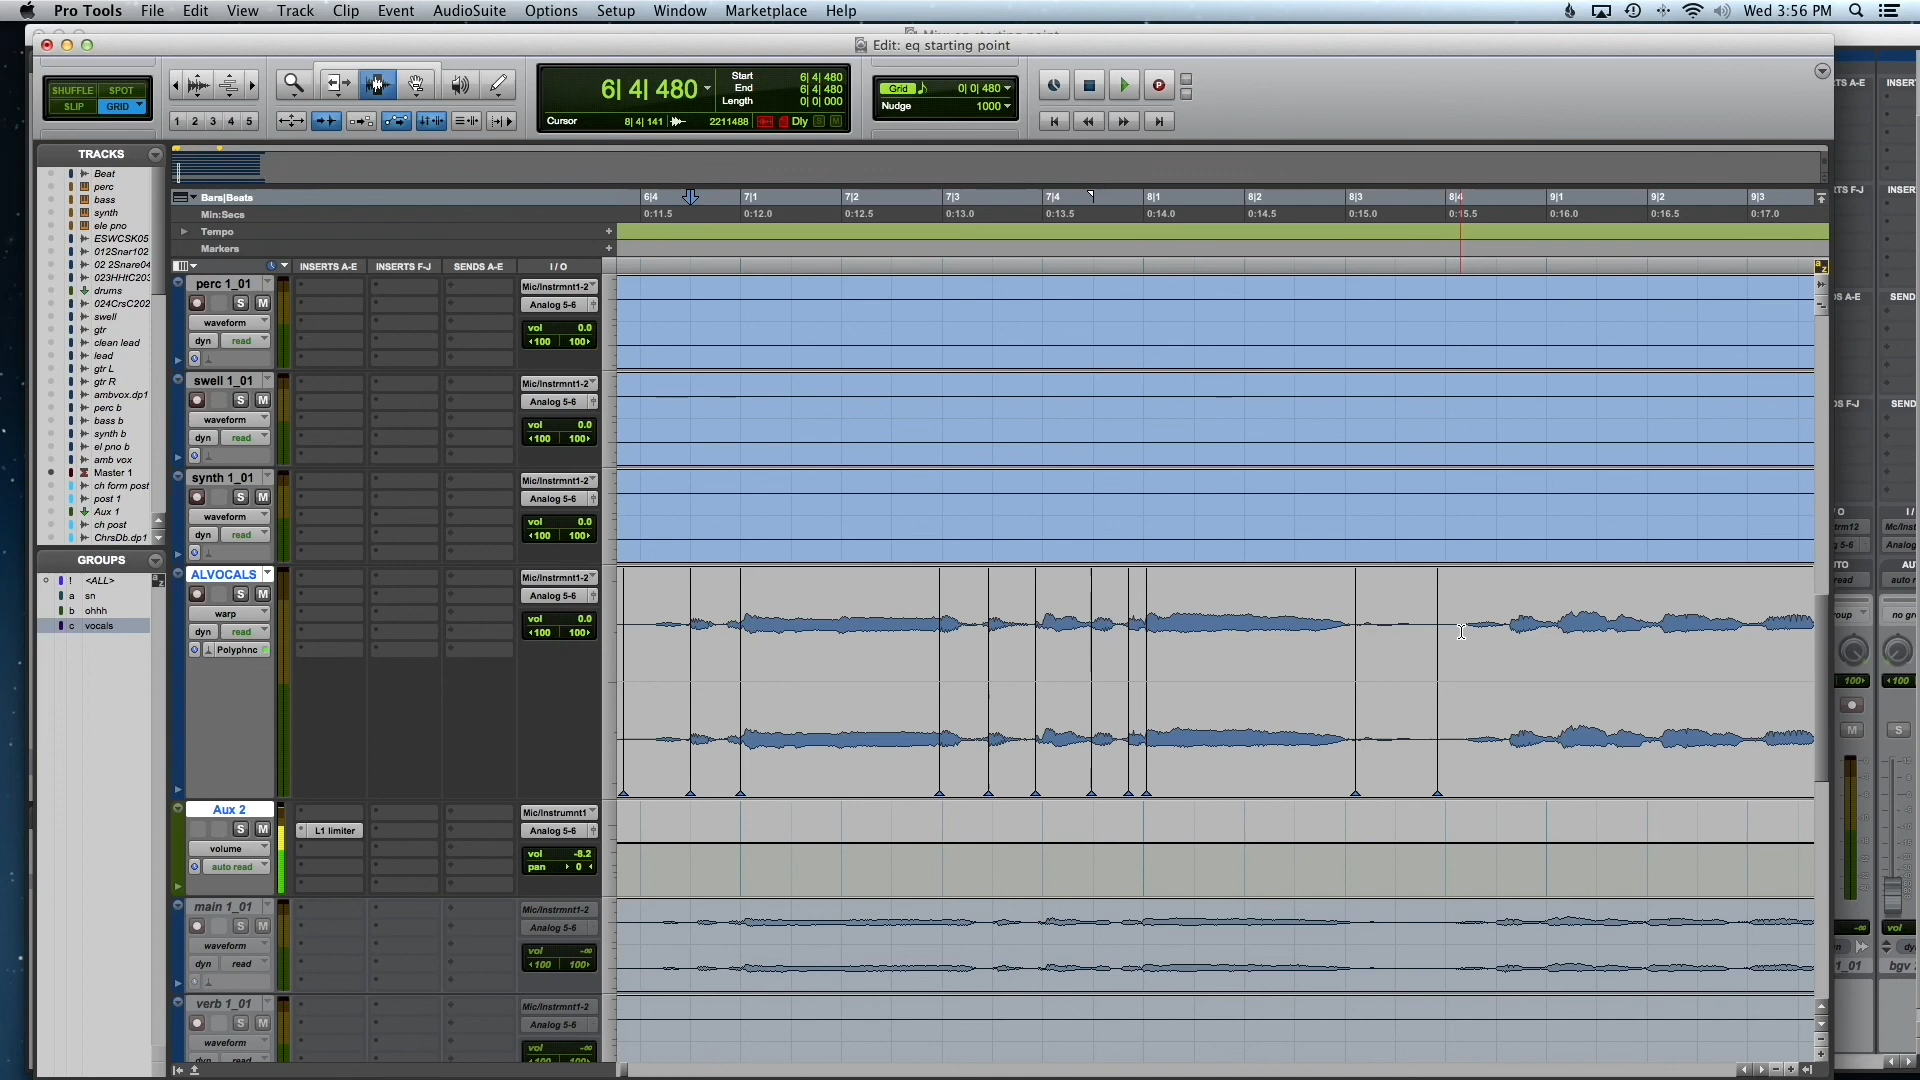 Pro Tools File Edit View Track Clip Event AudioSuite Options Setup Window Marketplace Help Wed 3:56 PM
Edit: eq starting point
SHUFFLE SPOT
SLIP GRID
1 2 3 4 5
6| 4| 480
Start 6| 4| 480
End 6| 4| 480
Length 0| 0| 000
Cursor 8| 4| 141 2211488 Dly S M
Grid 0| 0| 480
Nudge 1000
TRACKS
Beat
perc
bass
synth
ele pno
ESWCSK05
012Snar102
02 2Snare04
023HHtC203
drums
024CrsC202
swell
gtr
clean lead
lead
gtr L
gtr R
ambvox.dp1
perc b
bass b
synth b
el pno b
amb vox
Master 1
ch form post
post 1
Aux 1
ch post
ChrsDb.dp1
GROUPS
! <ALL>
a sn
b ohhh
c vocals
Bars|Beats 6|4 7|1 7|2 7|3 7|4 8|1 8|2 8|3 8|4 9|1 9|2 9|3
Min:Secs 0:11.5 0:12.0 0:12.5 0:13.0 0:13.5 0:14.0 0:14.5 0:15.0 0:15.5 0:16.0 0:16.5 0:17.0
Tempo
Markers
INSERTS A-E INSERTS F-J SENDS A-E I / O
perc 1_01 Mic/Instrmnt1-2
S M Analog 5-6
waveform vol 0.0
dyn read 100 100
swell 1_01 Mic/Instrmnt1-2
S M Analog 5-6
waveform vol 0.0
dyn read 100 100
synth 1_01 Mic/Instrmnt1-2
S M Analog 5-6
waveform vol 0.0
dyn read 100 100
ALVOCALS Mic/Instrmnt1-2
S M Analog 5-6
warp vol 0.0
dyn read 100 100
Polyphnc
Aux 2 Mic/Instrumnt1
S M L1 limiter Analog 5-6
volume vol -8.2
auto read pan 0
main 1_01 Mic/Instrmnt1-2
S M Analog 5-6
waveform vol -∞
dyn read 100 100
verb 1_01 Mic/Instrmnt1-2
S M Analog 5-6
waveform vol -∞
dyn read